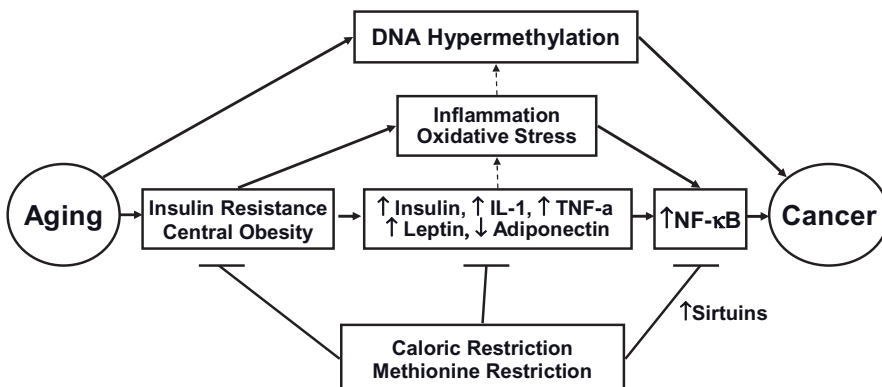 DNA Hypermethylation
Inflammation
Oxidative Stress
Aging
Insulin Resistance
Central Obesity
↑ Insulin, ↑ IL-1, ↑ TNF-a
↑ Leptin, ↓ Adiponectin
↑NF-κB
Cancer
↑Sirtuins
Caloric Restriction
Methionine Restriction